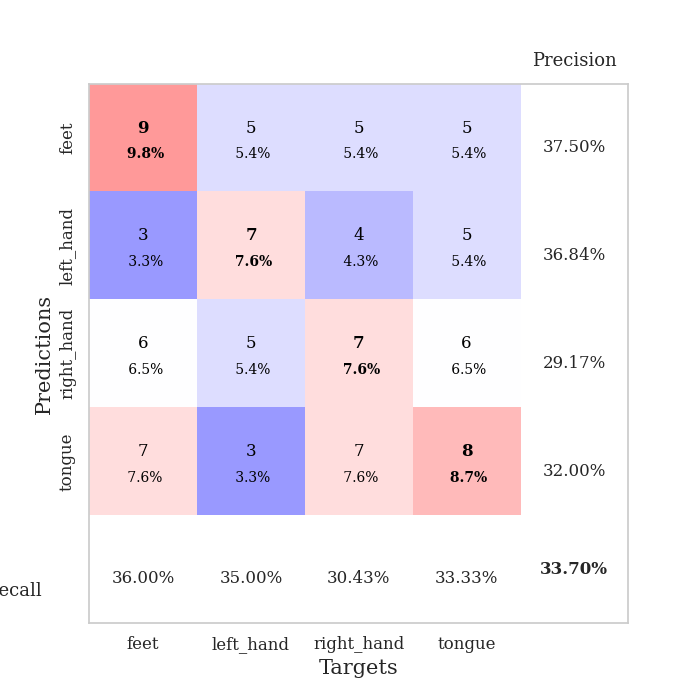 Precision
feet
9 5 5 5
9.8% 5.4% 5.4% 5.4%
37.50%
left_hand
3 7 4 5
3.3% 7.6% 4.3% 5.4%
36.84%
Predictions
right_hand
6 5 7 6
6.5% 5.4% 7.6% 6.5%
29.17%
tongue
7 3 7 8
7.6% 3.3% 7.6% 8.7%
32.00%
ecall
36.00% 35.00% 30.43% 33.33%
33.70%
feet left_hand right_hand tongue
Targets